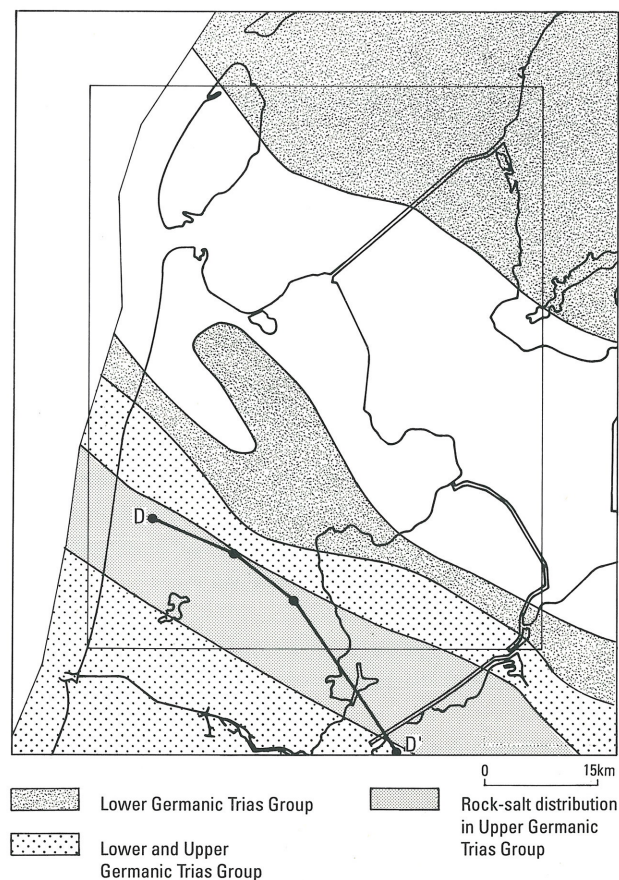 D
D'
0 15km
Lower Germanic Trias Group
Lower and Upper
Germanic Trias Group
Rock-salt distribution
in Upper Germanic
Trias Group